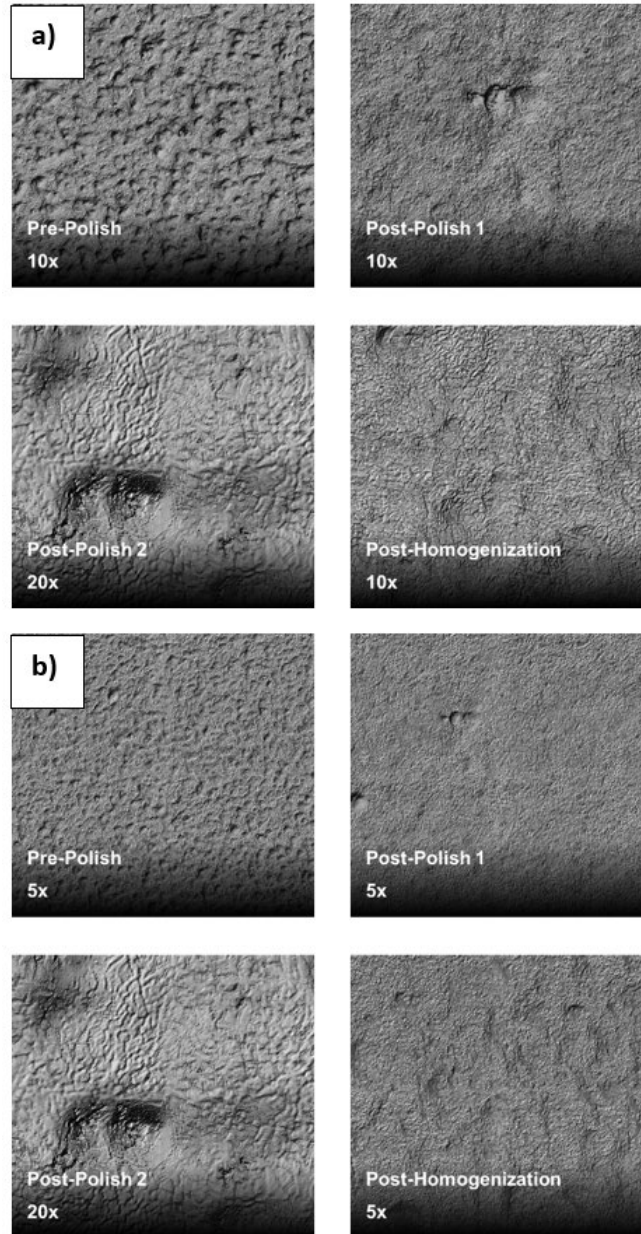 a)
Pre-Polish
10x
Post-Polish 1
10x
Post-Polish 2
20x
Post-Homogenization
10x
b)
Pre-Polish
5x
Post-Polish 1
5x
Post-Polish 2
20x
Post-Homogenization
5x